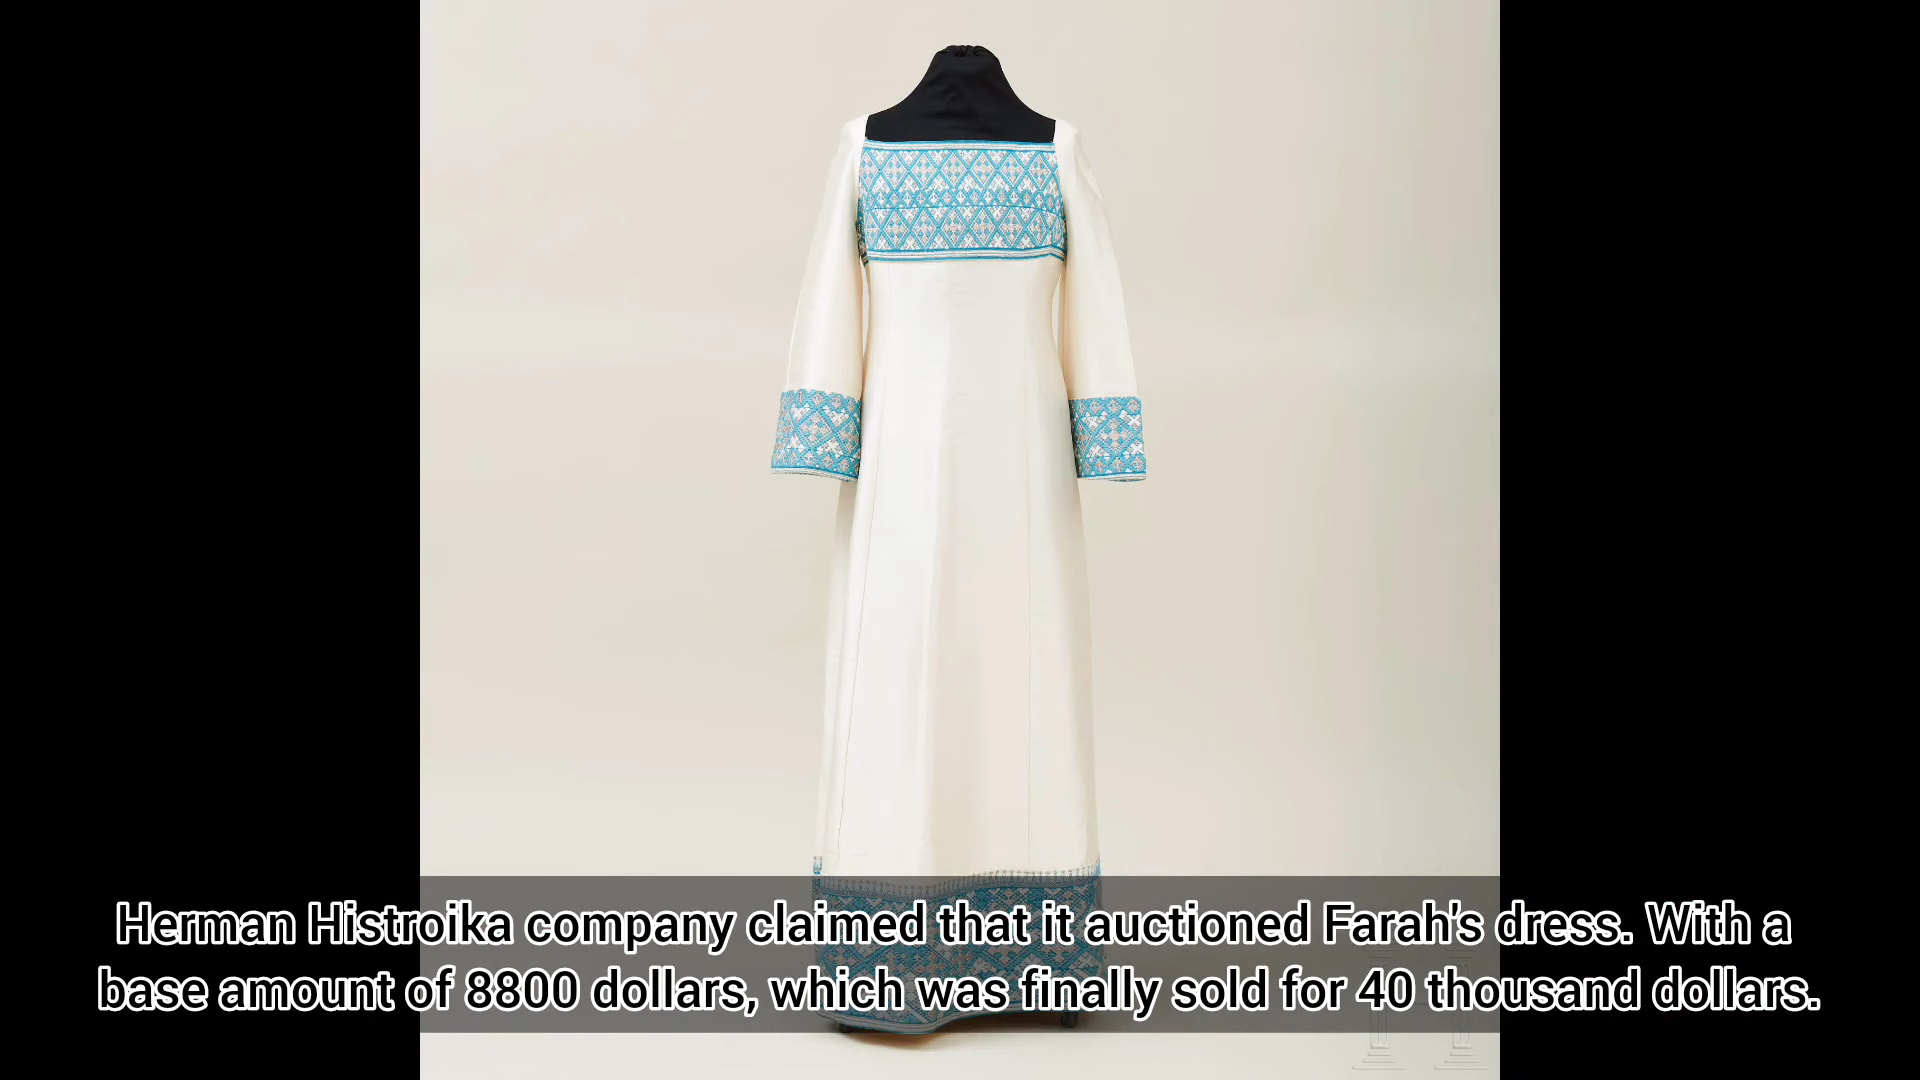 Herman Histroika company claimed that it auctioned Farah's dress. With a
base amount of 8800 dollars, which was finally sold for 40 thousand dollars.